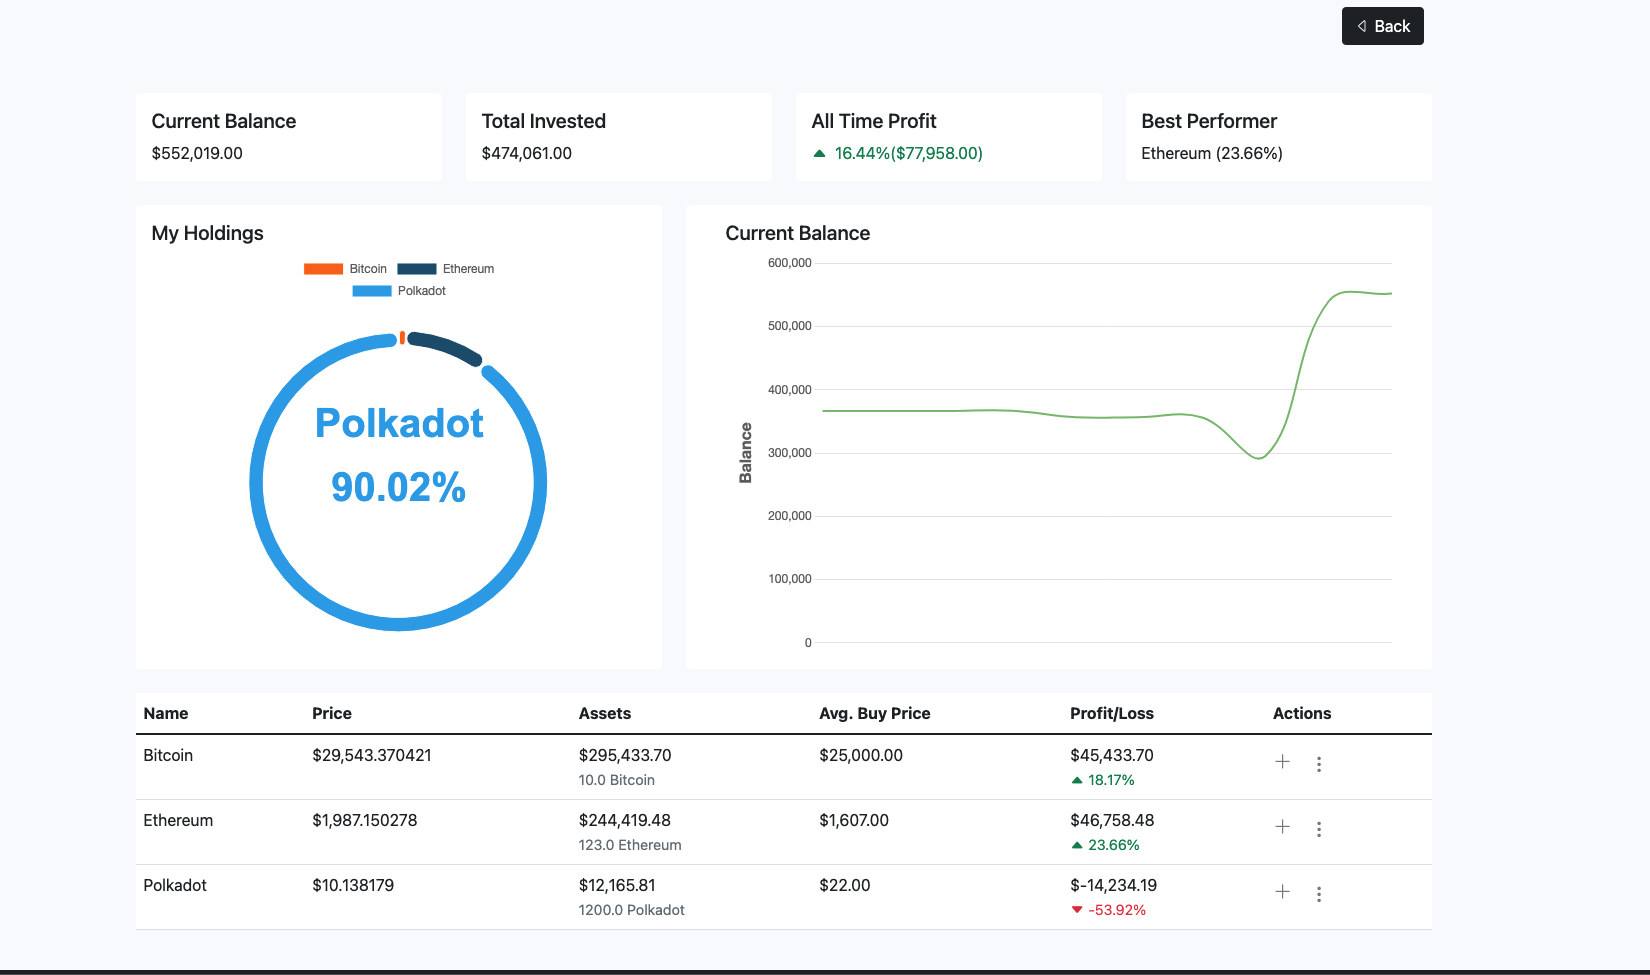 Back
Current Balance
$552,019.00
Total Invested
$474,061.00
All Time Profit
16.44%($77,958.00)
Best Performer
Ethereum (23.66%)
My Holdings
Bitcoin Ethereum
Polkadot
Polkadot
90.02%
Current Balance
600,000
500,000
400,000
300,000
200,000
100,000
0
Balance
Name Price Assets Avg. Buy Price Profit/Loss Actions
Bitcoin $29,543.370421 $295,433.70 $25,000.00 $45,433.70
10.0 Bitcoin 18.17%
Ethereum $1,987.150278 $244,419.48 $1,607.00 $46,758.48
123.0 Ethereum 23.66%
Polkadot $10.138179 $12,165.81 $22.00 $-14,234.19
1200.0 Polkadot -53.92%